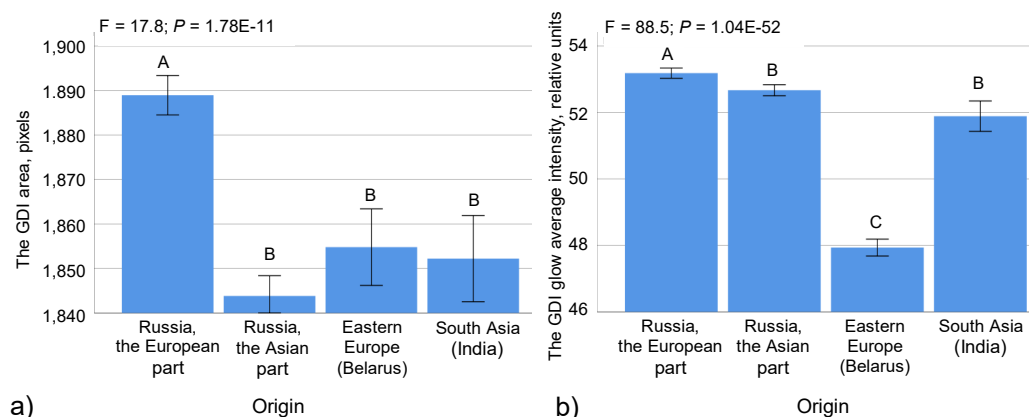 F = 17.8; P = 1.78E-11
The GDI area, pixels
1,900
1,890
1,880
1,870
1,860
1,850
1,840
A
B
B
B
Russia,
the European
part
Russia,
the Asian
part
Eastern
Europe
(Belarus)
South Asia
(India)
a)
Origin
F = 88.5; P = 1.04E-52
The GDI glow average intensity, relative units
54
52
50
48
46
A
B
C
B
Russia,
the European
part
Russia,
the Asian
part
Eastern
Europe
(Belarus)
South Asia
(India)
b)
Origin